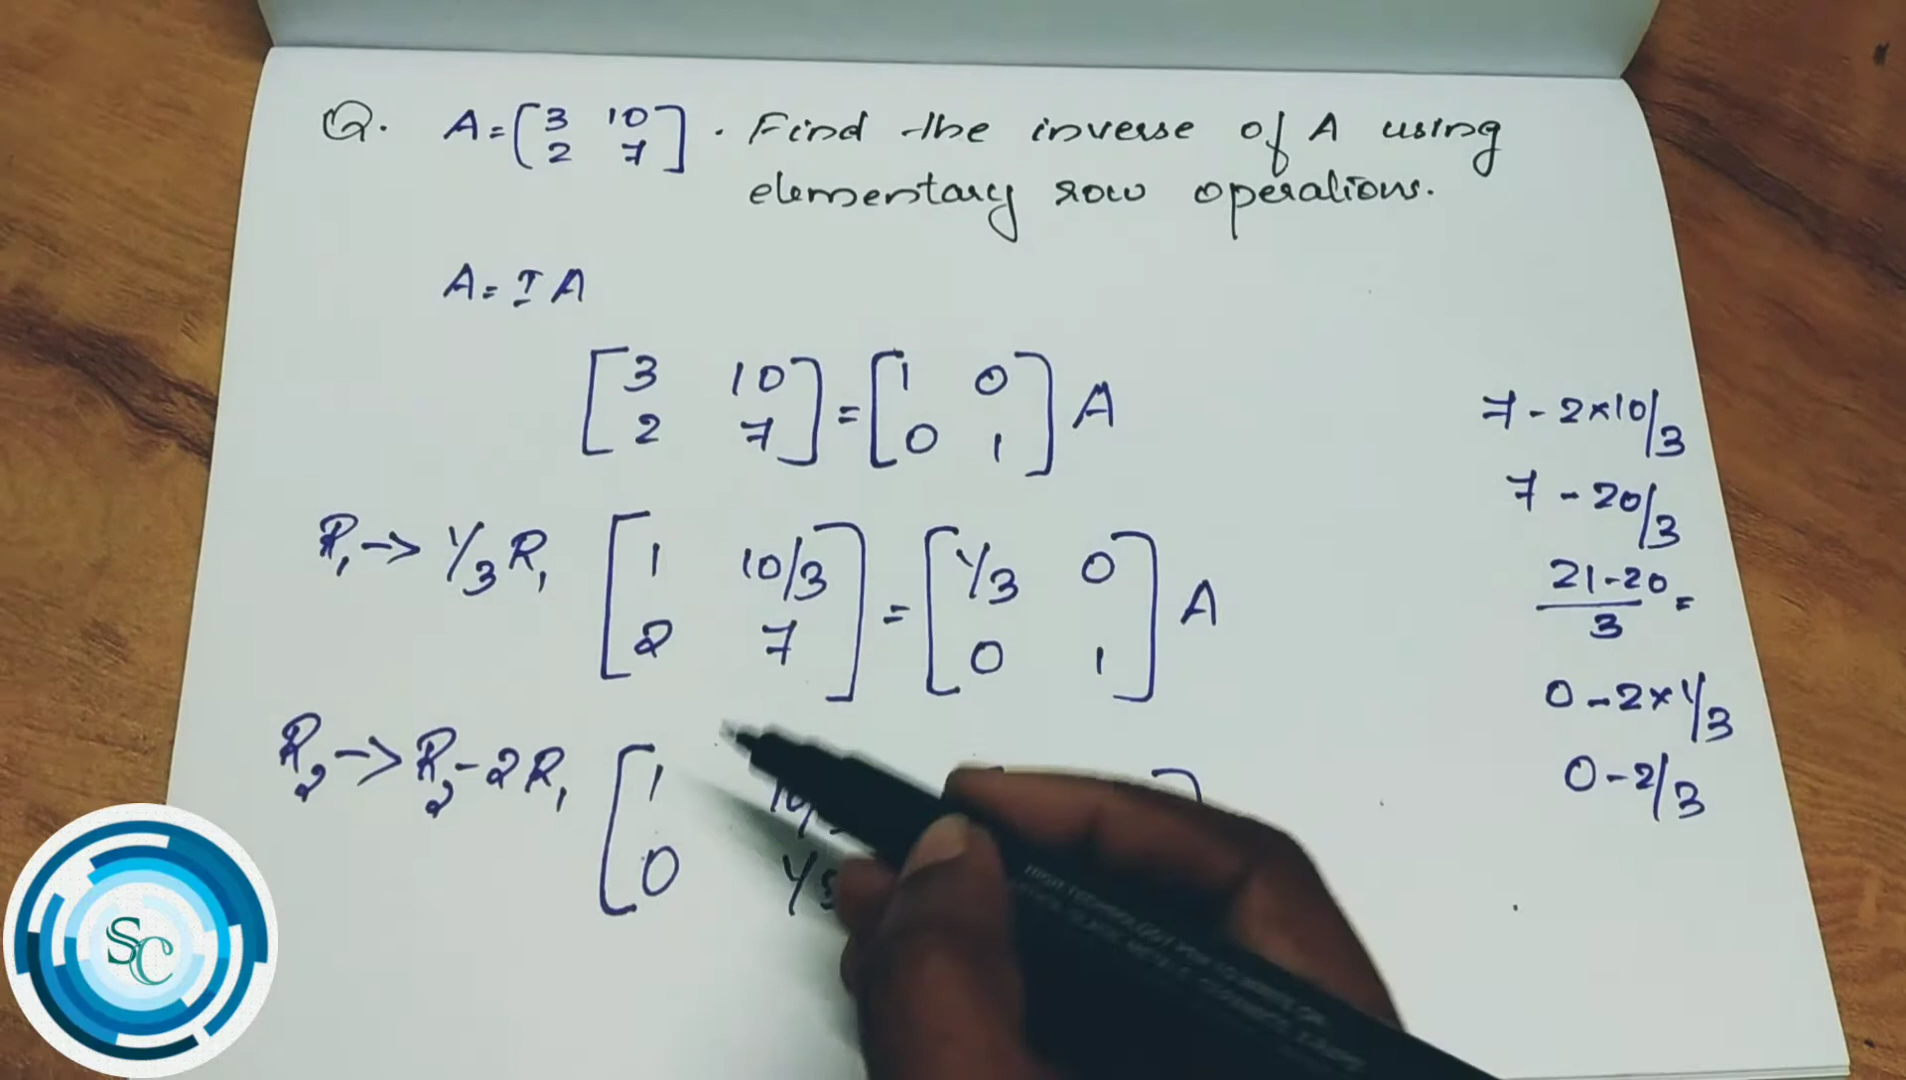 Q. A = [ 3 10 ] . Find the inverse of A using
[ 2 7 ] elementary row operations.
A = I A
[ 3 10 ] = [ 1 0 ] A
[ 2 7 ] [ 0 1 ]
R₁ → 1/3 R₁ [ 1 10/3 ] = [ 1/3 0 ] A
[ 2 7 ] [ 0 1 ]
R₂ → R₂ - 2R₁ [ 1
[ 0
7 - 2×10/3
7 - 20/3
21-20/3 =
0 - 2×1/3
0 - 2/3
SC